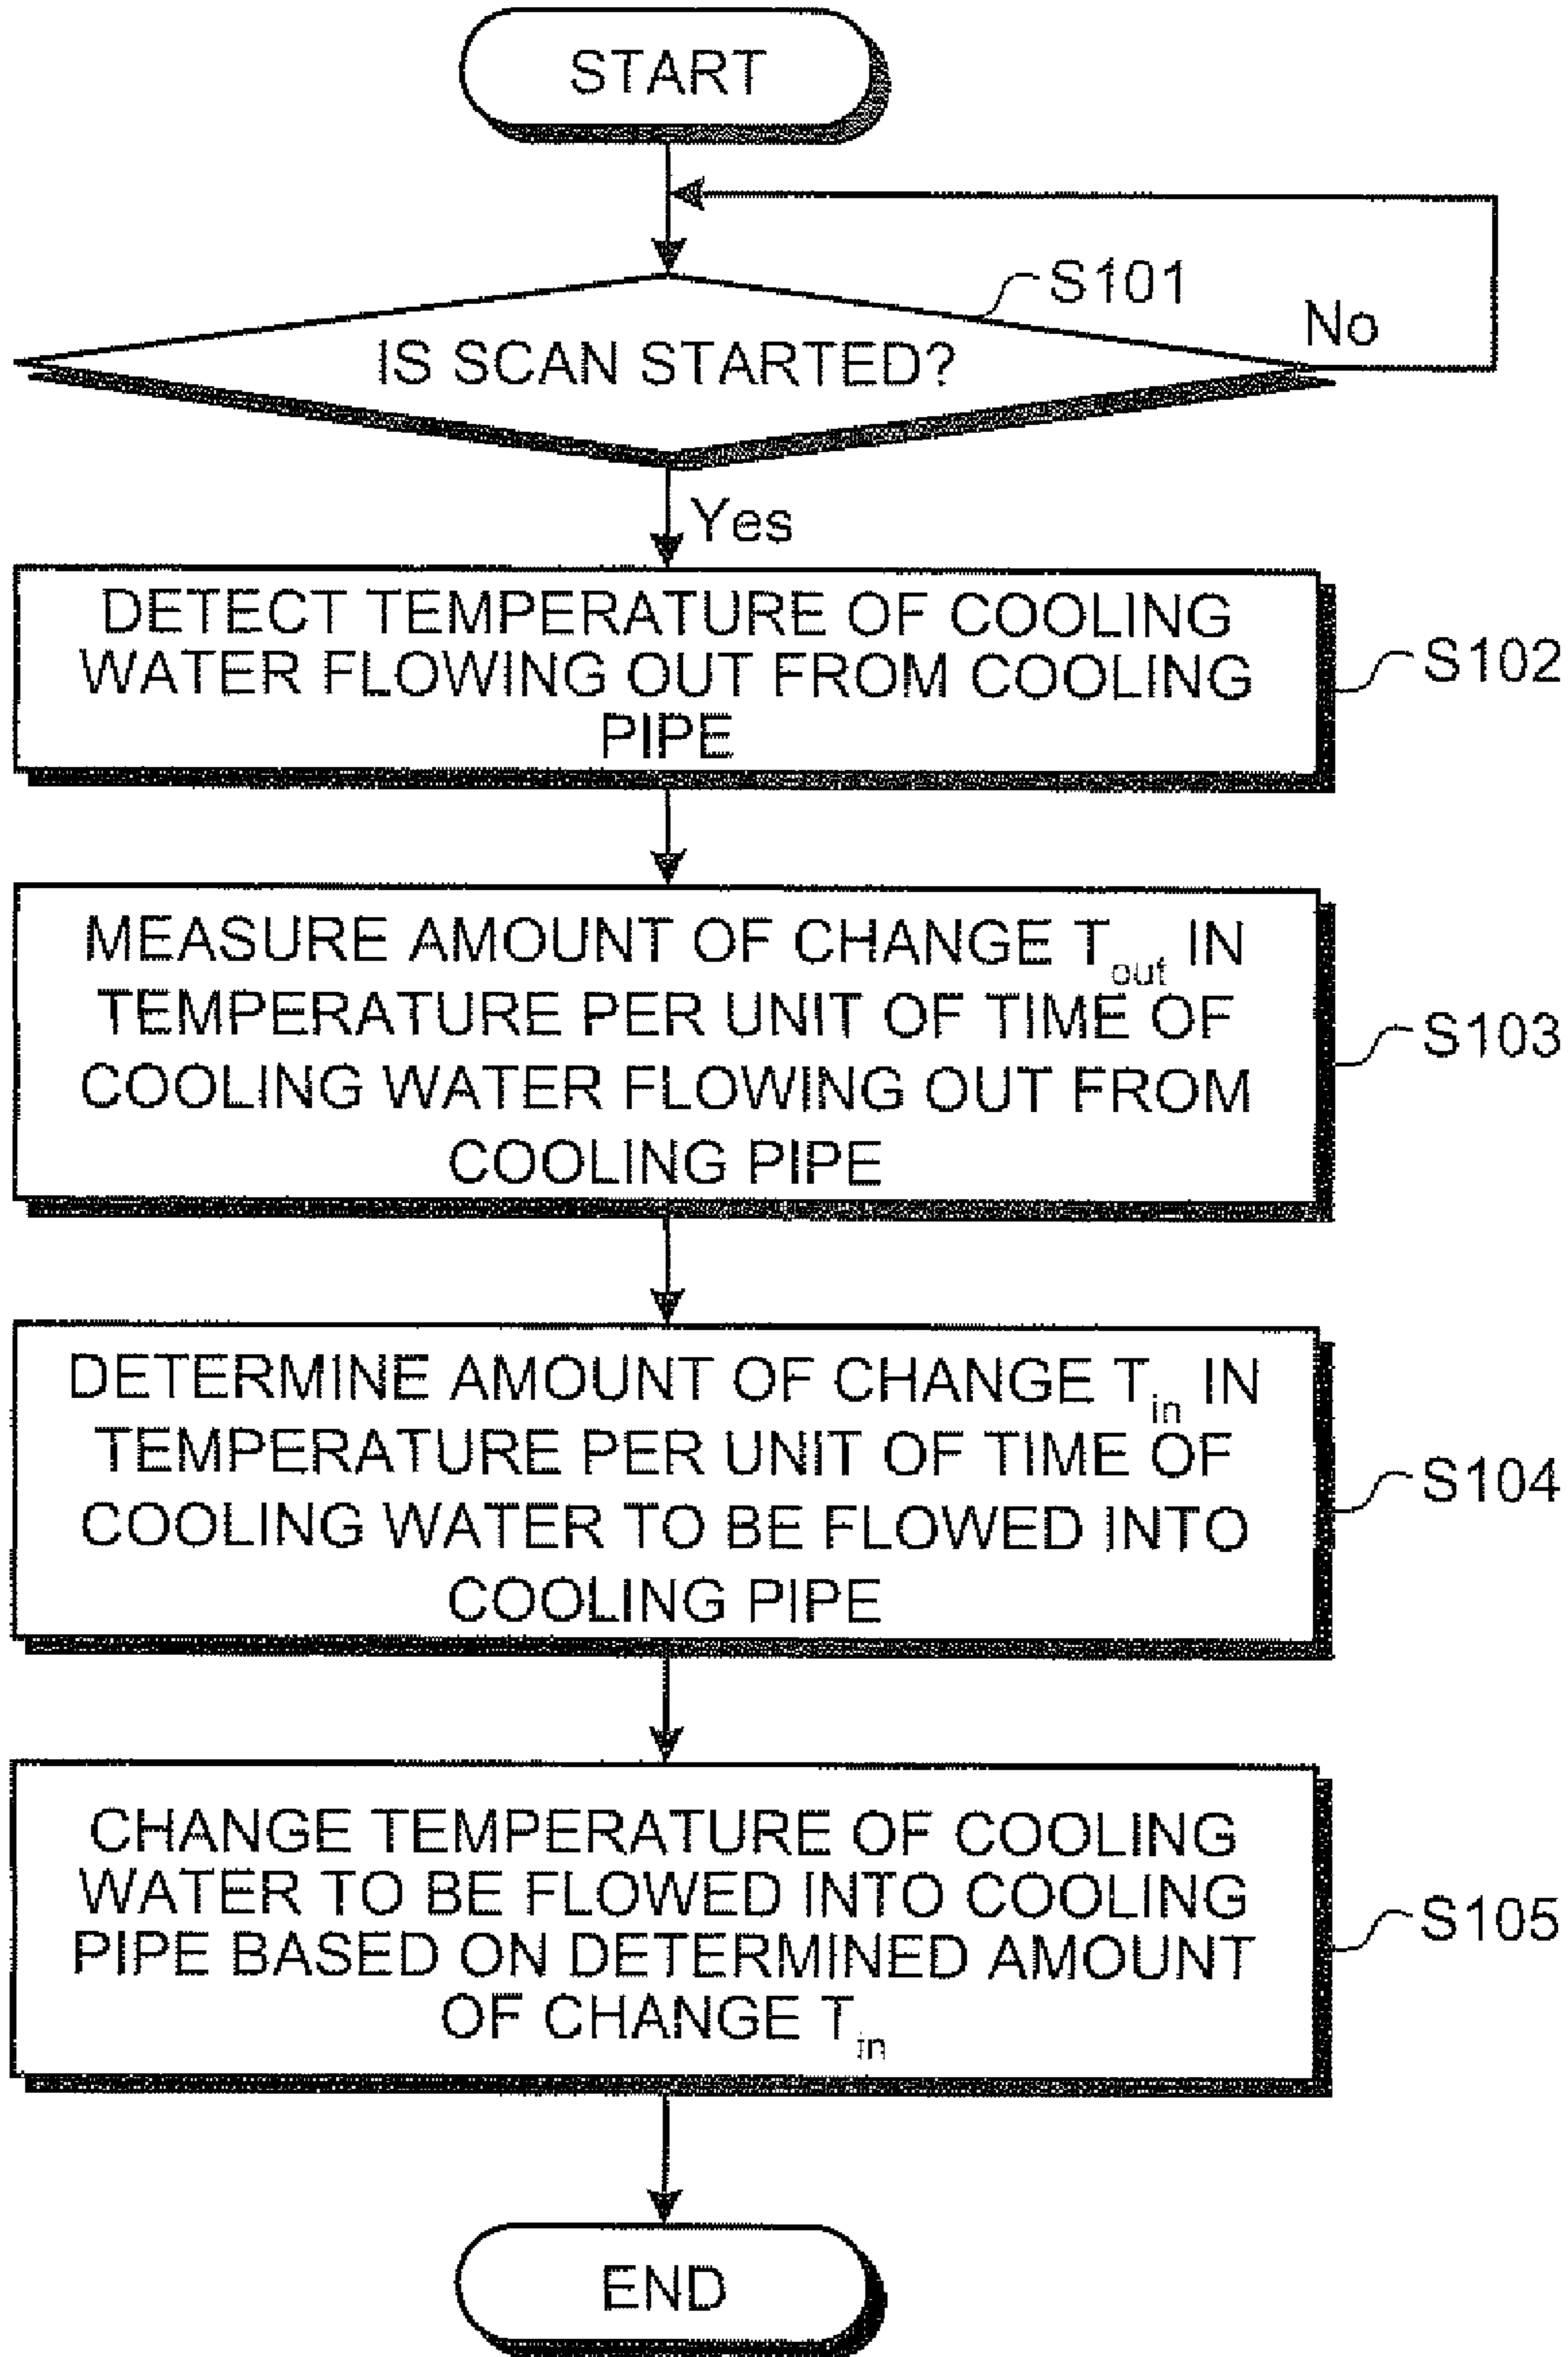 START
S101
No
IS SCAN STARTED?
Yes
DETECT TEMPERATURE OF COOLING
WATER FLOWING OUT FROM COOLING
PIPE
S102
MEASURE AMOUNT OF CHANGE T_out IN
TEMPERATURE PER UNIT OF TIME OF
COOLING WATER FLOWING OUT FROM
COOLING PIPE
S103
DETERMINE AMOUNT OF CHANGE T_in IN
TEMPERATURE PER UNIT OF TIME OF
COOLING WATER TO BE FLOWED INTO
COOLING PIPE
S104
CHANGE TEMPERATURE OF COOLING
WATER TO BE FLOWED INTO COOLING
PIPE BASED ON DETERMINED AMOUNT
OF CHANGE T_in
S105
END